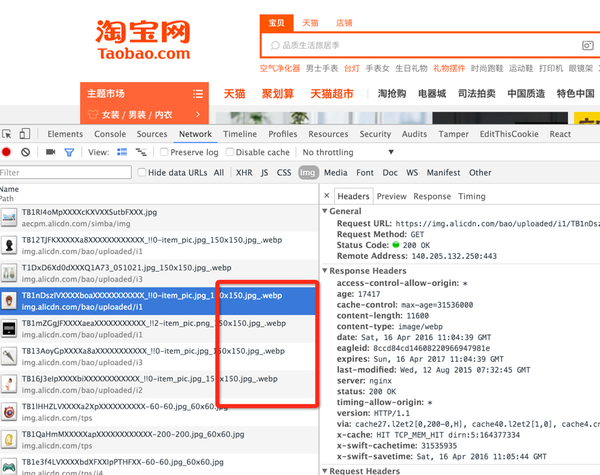 淘宝网
Taobao.com
宝贝 天猫 店铺
品质生活旅居季
空气净化器 男士手表 台灯 手表女 生日礼物 礼物摆件 时尚跑鞋 运动鞋 打印机 眼镜架
主题市场
天猫 聚划算 天猫超市 淘抢购 电器城 司法拍卖 中国质造 特色中国
女装 / 男装 / 内衣
Elements Console Sources Network Timeline Profiles Resources Security Audits Tamper EditThisCookie React
View: Preserve log Disable cache No throttling
Filter Hide data URLs All XHR JS CSS Img Media Font Doc WS Manifest Other
Name
Path
× Headers Preview Response Timing
TB1RI4oMpXXXXcKXVXXSutbFXXX.jpg
aecpm.alicdn.com/simba/img
TB12TJFKXXXXXa8XXXXXXXXXXXX_!!0-item_pic.jpg_150x150.jpg_.webp
img.alicdn.com/bao/uploaded/i1
T1DxD6Xd0dXXXQ1A73_051021.jpg_150x150.jpg_.webp
img.alicdn.com/bao/uploaded/i3
TB1nDszIVXXXXboaXXXXXXXXXXX_!!0-item_pic.jpg_150x150.jpg_.webp
img.alicdn.com/bao/uploaded/i1
TB1mZGgJFXXXXaeaXXXXXXXXXXX_!!2-item_pic.png_150x150.jpg_.webp
img.alicdn.com/bao/uploaded/i1
TB13AoyGpXXXXa8aXXXXXXXXXXX_!!0-item_pic.jpg_150x150.jpg_.webp
img.alicdn.com/bao/uploaded/i3
TB16J3eIpXXXXbiXXXXXXXXXXXX_!!0-item_pic.jpg_150x150.jpg_.webp
img.alicdn.com/bao/uploaded/i2
TB1lHHZLVXXXXa2XpXXXXXXXXXX-60-60.jpg_60x60.jpg
img.alicdn.com/tps
TB1QaHmMXXXXXapXXXXXXXXXXXX-200-200.jpg_60x60.jpg
img.alicdn.com/tps
TB1e3f4LVXXXXbdXFXXIpPTHFXX-60-60.jpg_60x60.jpg
img.alicdn.com/tps/i4
General
Request URL: https://img.alicdn.com/bao/uploaded/i1/TB1nDsz
Request Method: GET
Status Code: 200 OK
Remote Address: 140.205.132.250:443
Response Headers
access-control-allow-origin: *
age: 17417
cache-control: max-age=31536000
content-length: 11600
content-type: image/webp
date: Sat, 16 Apr 2016 11:04:39 GMT
eagleid: 8ccd84cd14608220966947981e
expires: Sun, 16 Apr 2017 11:04:39 GMT
last-modified: Wed, 12 Aug 2015 07:32:45 GMT
server: nginx
status: 200 OK
timing-allow-origin: *
version: HTTP/1.1
via: cache27.l2et2[0,200-0,H], cache40.l2et2[1,0], cache4.cn
x-cache: HIT TCP_MEM_HIT dirn:5:164377334
x-swift-cachetime: 31535935
x-swift-savetime: Sat, 16 Apr 2016 11:05:44 GMT
Request Headers